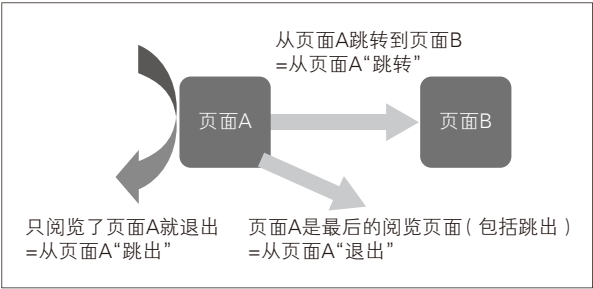 从页面A跳转到页面B
=从页面A“跳转”
页面A
页面B
只阅览了页面A就退出
=从页面A“跳出”
页面A是最后的阅览页面（包括跳出）
=从页面A“退出”